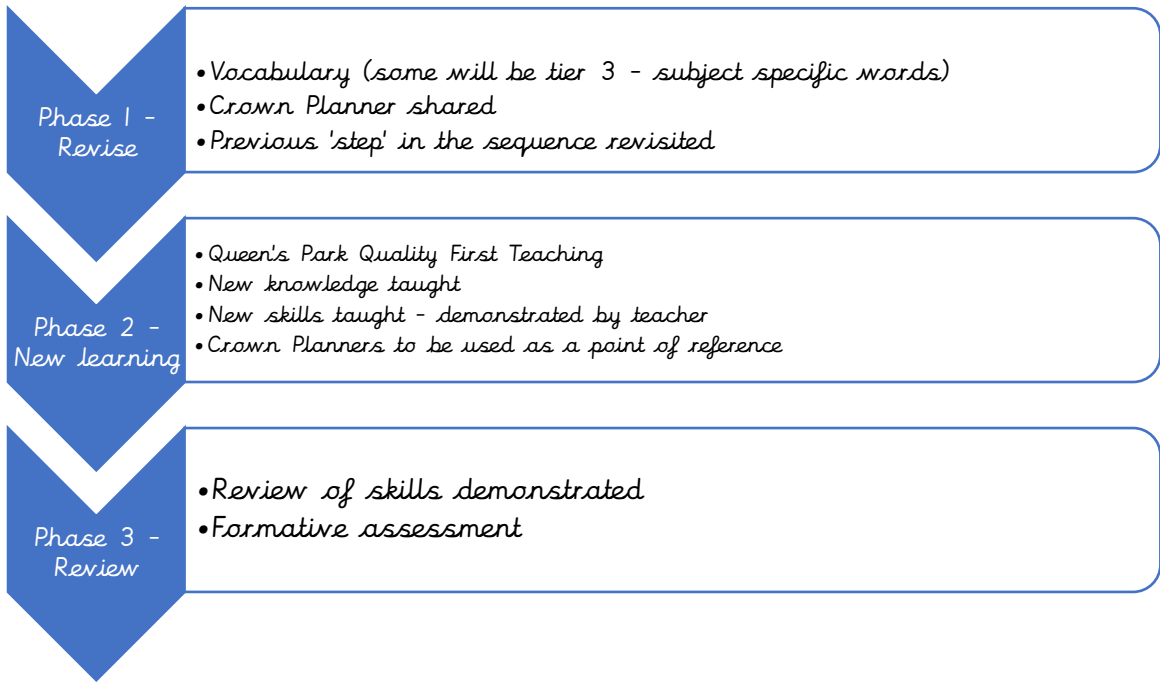 Phase 1 -
Revise
• Vocabulary (some will be tier 3 - subject specific words)
• Crown Planner shared
• Previous 'step' in the sequence revisited
Phase 2 -
New learning
• Queen's Park Quality First Teaching
• New knowledge taught
• New skills taught - demonstrated by teacher
• Crown Planners to be used as a point of reference
Phase 3 -
Review
• Review of skills demonstrated
• Formative assessment